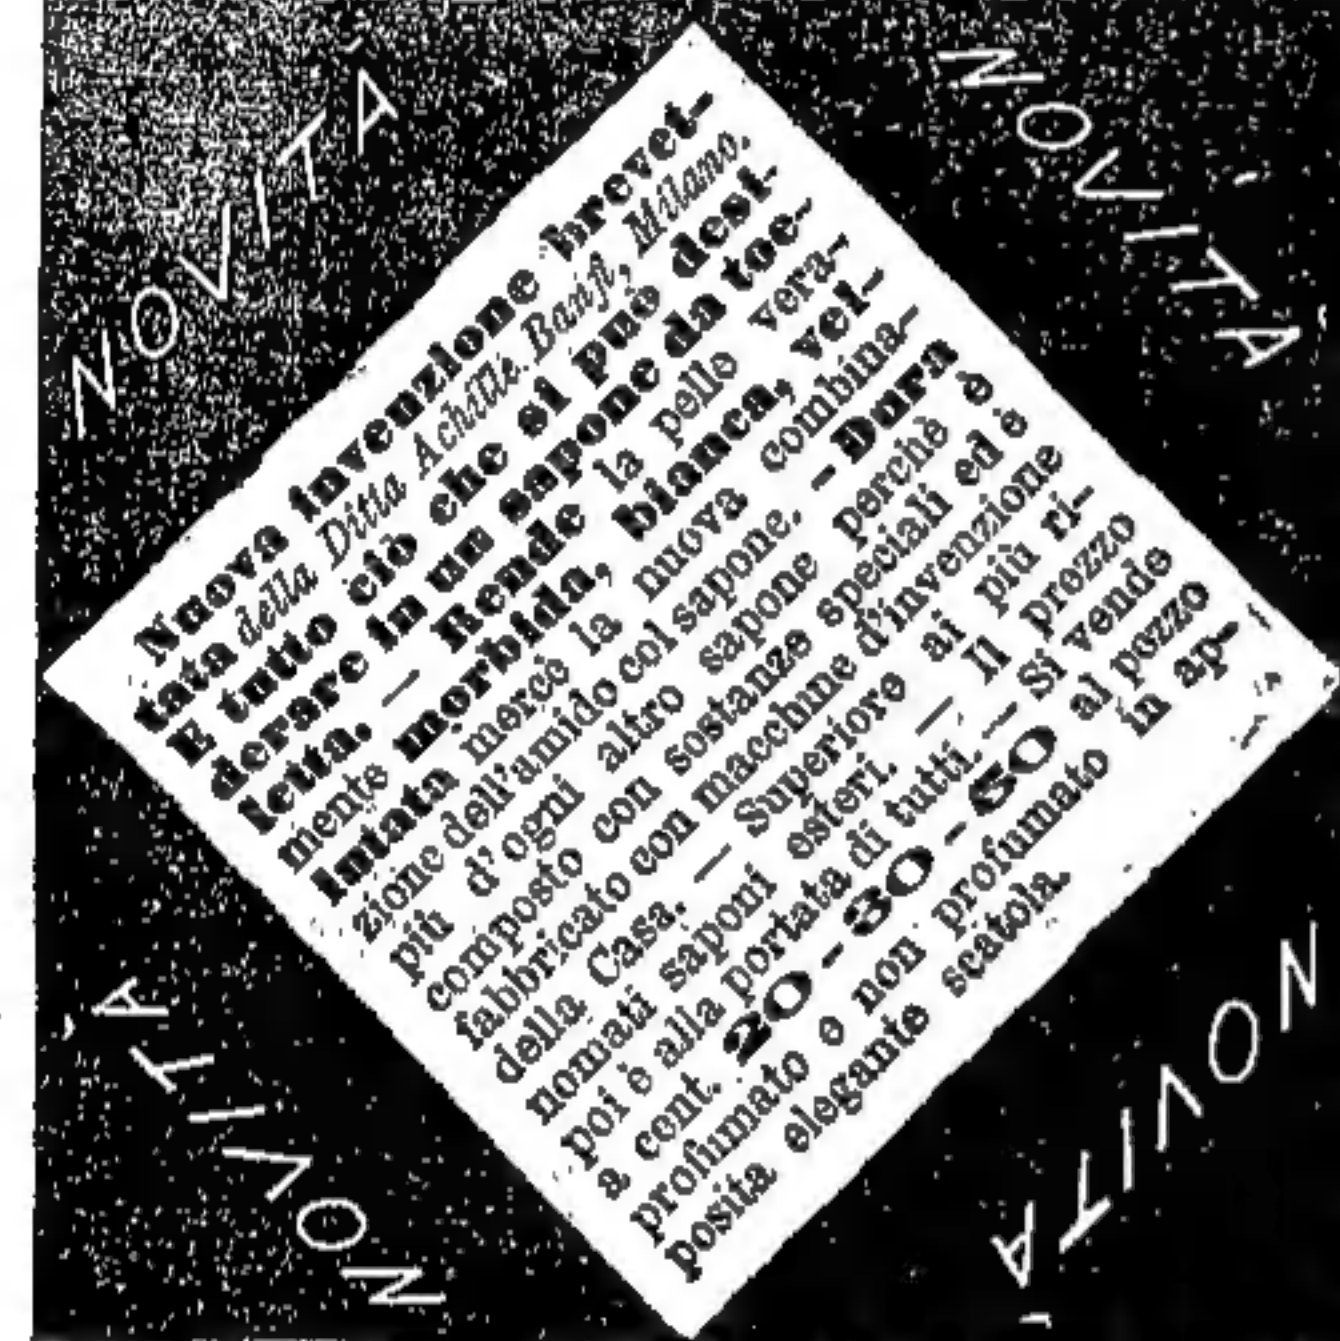 NOVITÀ
NOVITÀ
Nuova invenzione brevet-
tata della Ditta Achille Banfi, Milano.
E tutto ciò che si può desi-
derare in un sapone da toe-
letta. — Rende la pelle vera-
mente morbida, bianca, vel-
lutata mercè la nuova combina-
zione dell'amido col sapone. — Dura
più d'ogni altro sapone perchè è
composto con sostanze speciali ed è
fabbricato con macchine d'invenzione
della Casa. — Superiore ai più ri-
nomati saponi esteri. — Il prezzo
poi è alla portata di tutti. — Si vende
a cent. 20-30-50 al pozzo
profumato e non profumato in ap-
posita elegante scatola.
NOVITÀ
NOVITÀ